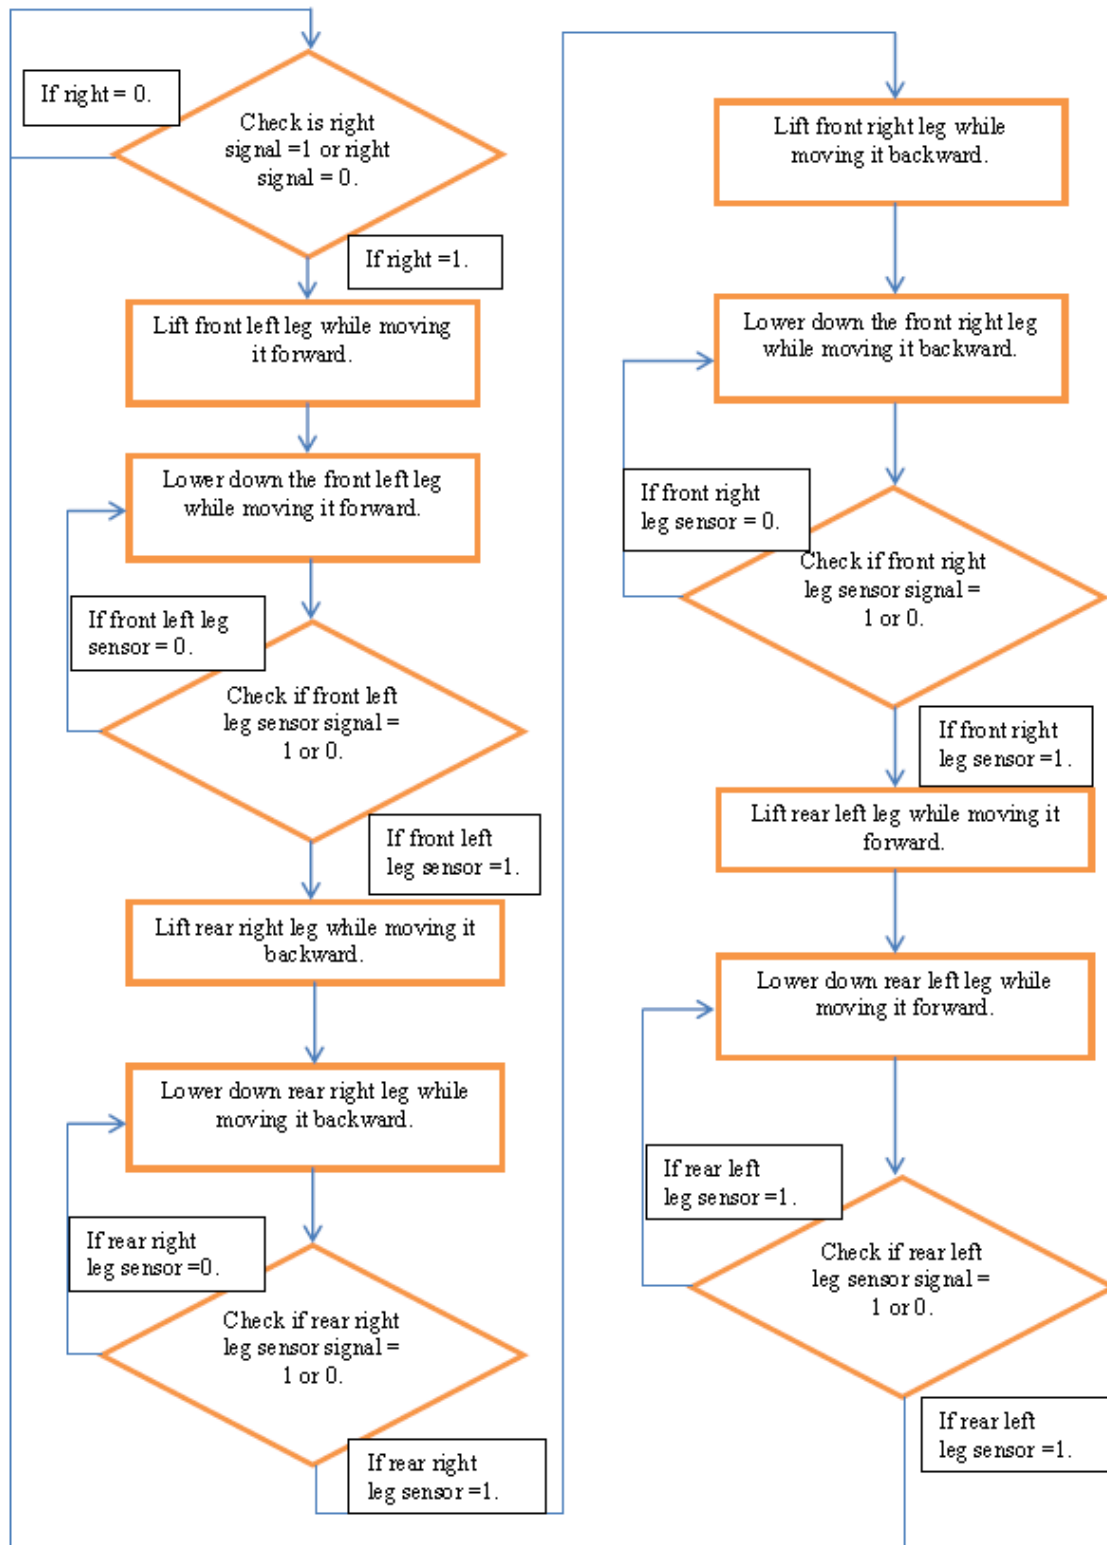 If right = 0.
Check is right
signal =1 or right
signal = 0.
If right =1.
Lift front left leg while moving
it forward.
Lower down the front left leg
while moving it forward.
If front left leg
sensor = 0.
Check if front left
leg sensor signal =
1 or 0.
If front left
leg sensor =1.
Lift rear right leg while moving it
backward.
Lower down rear right leg while
moving it backward.
If rear right
leg sensor =0.
Check if rear right
leg sensor signal =
1 or 0.
If rear right
leg sensor =1.
Lift front right leg while
moving it backward.
Lower down the front right leg
while moving it backward.
If front right
leg sensor = 0.
Check if front right
leg sensor signal =
1 or 0.
If front right
leg sensor =1.
Lift rear left leg while moving it
forward.
Lower down rear left leg while
moving it forward.
If rear left
leg sensor =1.
Check if rear left
leg sensor signal =
1 or 0.
If rear left
leg sensor =1.